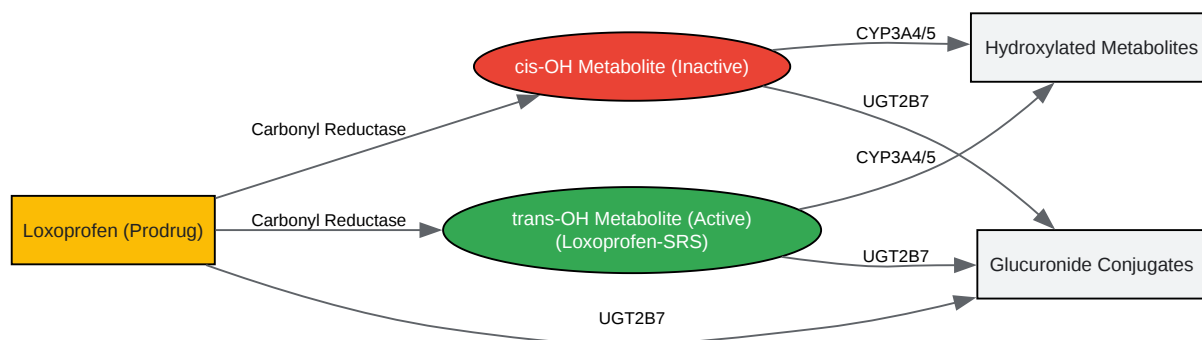 CYP3A4/5
Hydroxylated Metabolites
cis-OH Metabolite (Inactive)
UGT2B7
Carbonyl Reductase
CYP3A4/5
Loxoprofen (Prodrug)
Carbonyl Reductase
trans-OH Metabolite (Active)
(Loxoprofen-SRS)
UGT2B7
Glucuronide Conjugates
UGT2B7